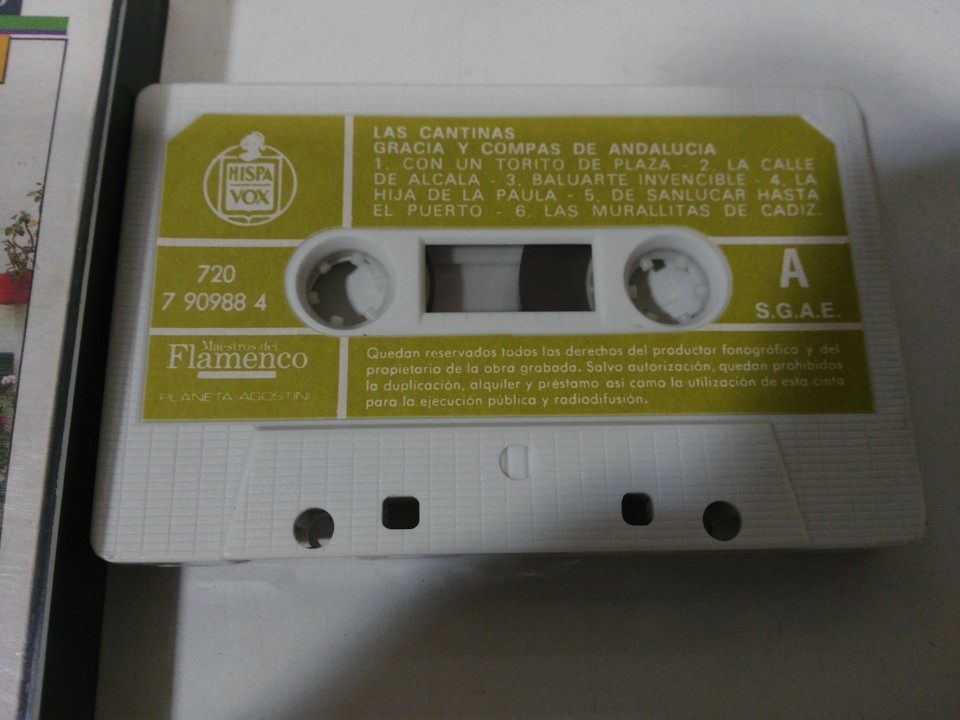 HISPA
VOX
LAS CANTINAS
GRACIA Y COMPAS DE ANDALUCIA
1. CON UN TORITO DE PLAZA - 2. LA CALLE
DE ALCALA - 3. BALUARTE INVENCIBLE - 4. LA
HIJA DE LA PAULA - 5. DE SANLUCAR HASTA
EL PUERTO - 6. LAS MURALLITAS DE CADIZ.
720
7 90988 4
A
S.G.A.E.
Maestros del
Flamenco
PLANETA AGOSTINI
Quedan reservados todos los derechos del productor fonográfico y del
propietario de la obra grabada. Salvo autorización, quedan prohibidos
la duplicación, alquiler y préstamo así como la utilización de esta cinta
para la ejecución pública y radiodifusión.